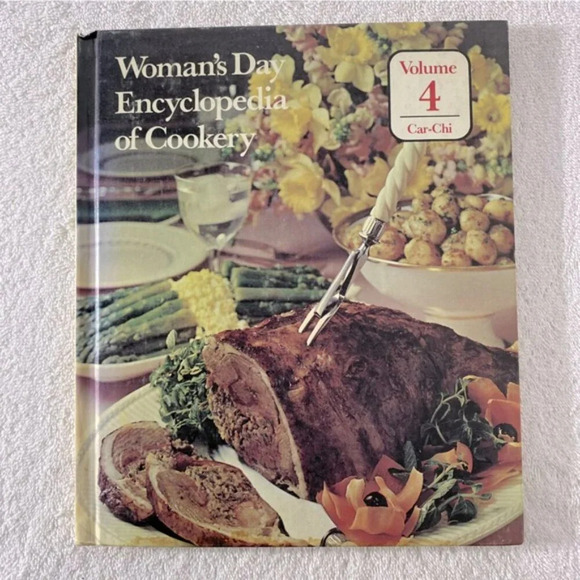 Woman's Day
Encyclopedia
of Cookery
Volume
4
Car-Chi